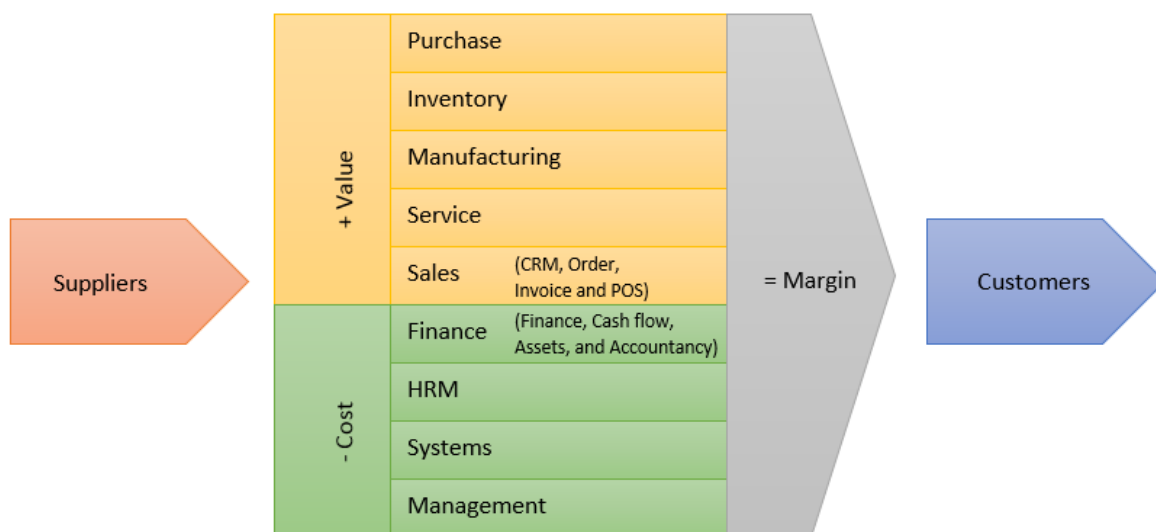 Suppliers
+ Value
Purchase
Inventory
Manufacturing
Service
Sales (CRM, Order,
Invoice and POS)
- Cost
Finance (Finance, Cash flow,
Assets, and Accountancy)
HRM
Systems
Management
= Margin
Customers